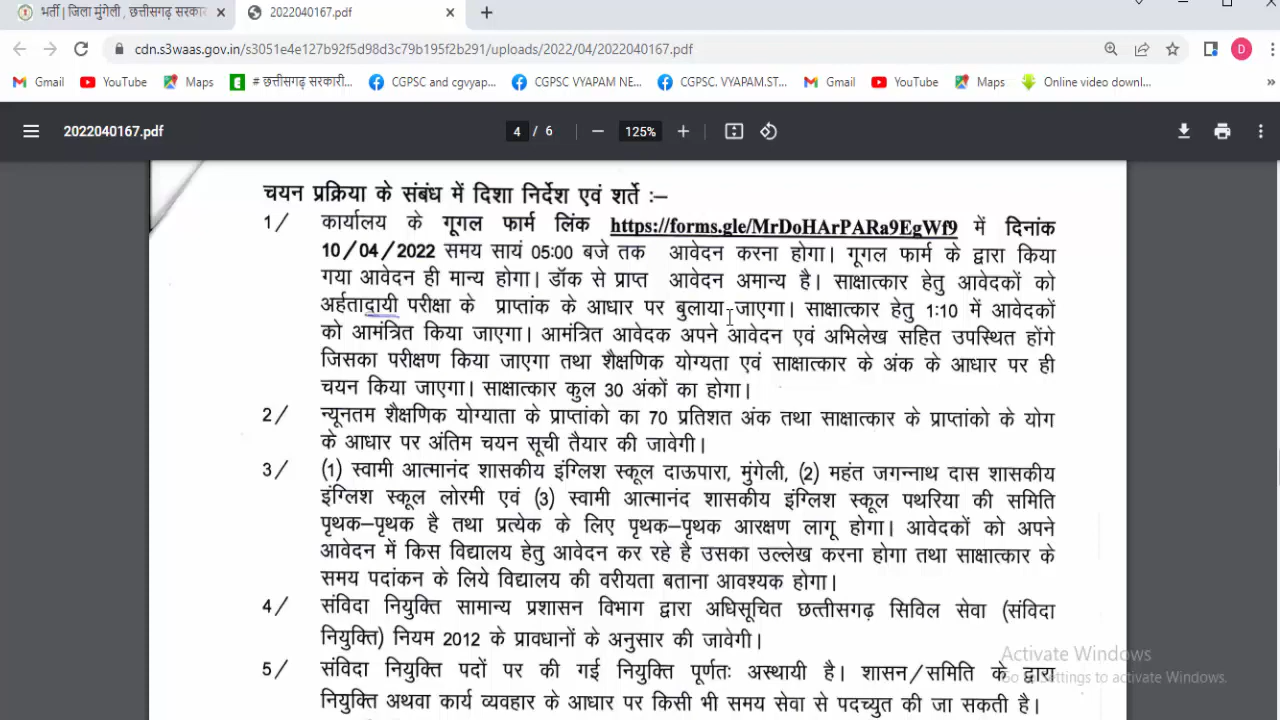 भर्ती | जिला मुंगेली , छत्तीसगढ़ सरकार
2022040167.pdf
cdn.s3waas.gov.in/s3051e4e127b92f5d98d3c79b195f2b291/uploads/2022/04/2022040167.pdf
D
Gmail YouTube Maps # छत्तीसगढ़ सरकारी... CGPSC and cgvyap... CGPSC VYAPAM NE... CGPSC. VYAPAM.ST... Gmail YouTube Maps Online video downl... »
2022040167.pdf 4 / 6 125%
चयन प्रक्रिया के संबंध में दिशा निर्देश एवं शर्ते :–
1/ कार्यालय के गूगल फार्म लिंक https://forms.gle/MrDoHArPARa9EgWf9 में दिनांक
10/04/2022 समय सायं 05:00 बजे तक आवेदन करना होगा। गूगल फार्म के द्वारा किया
गया आवेदन ही मान्य होगा। डॉक से प्राप्त आवेदन अमान्य है। साक्षात्कार हेतु आवेदकों को
अर्हतादायी परीक्षा के प्राप्तांक के आधार पर बुलाया जाएगा। साक्षात्कार हेतु 1:10 में आवेदकों
को आमंत्रित किया जाएगा। आमंत्रित आवेदक अपने आवेदन एवं अभिलेख सहित उपस्थित होंगे
जिसका परीक्षण किया जाएगा तथा शैक्षणिक योग्यता एवं साक्षात्कार के अंक के आधार पर ही
चयन किया जाएगा। साक्षात्कार कुल 30 अंकों का होगा।
2/ न्यूनतम शैक्षणिक योग्याता के प्राप्तांको का 70 प्रतिशत अंक तथा साक्षात्कार के प्राप्तांको के योग
के आधार पर अंतिम चयन सूची तैयार की जावेगी।
3/ (1) स्वामी आत्मानंद शासकीय इंग्लिश स्कूल दाऊपारा, मुंगेली, (2) महंत जगन्नाथ दास शासकीय
इंग्लिश स्कूल लोरमी एवं (3) स्वामी आत्मानंद शासकीय इंग्लिश स्कूल पथरिया की समिति
पृथक–पृथक है तथा प्रत्येक के लिए पृथक–पृथक आरक्षण लागू होगा। आवेदकों को अपने
आवेदन में किस विद्यालय हेतु आवेदन कर रहे है उसका उल्लेख करना होगा तथा साक्षात्कार के
समय पदांकन के लिये विद्यालय की वरीयता बताना आवश्यक होगा।
4/ संविदा नियुक्ति सामान्य प्रशासन विभाग द्वारा अधिसूचित छत्तीसगढ़ सिविल सेवा (संविदा
नियुक्ति) नियम 2012 के प्रावधानों के अनुसार की जावेगी।
5/ संविदा नियुक्ति पदों पर की गई नियुक्ति पूर्णतः अस्थायी है। शासन/समिति के द्वारा
नियुक्ति अथवा कार्य व्यवहार के आधार पर किसी भी समय सेवा से पदच्युत की जा सकती है।
Activate Windows
Go to Settings to activate Windows.